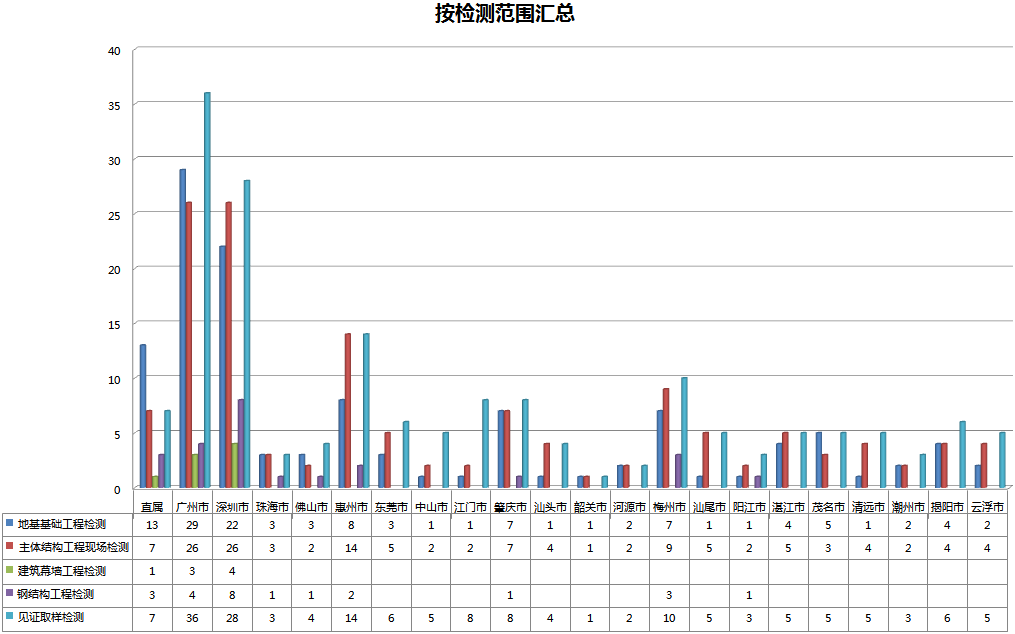 按检测范围汇总
40
35
30
25
20
15
10
5
0
直属 广州市 深圳市 珠海市 佛山市 惠州市 东莞市 中山市 江门市 肇庆市 汕头市 韶关市 河源市 梅州市 汕尾市 阳江市 湛江市 茂名市 清远市 潮州市 揭阳市 云浮市
地基基础工程检测 13 29 22 3 3 8 3 1 1 7 1 1 2 7 1 1 4 5 1 2 4 2
主体结构工程现场检测 7 26 26 3 2 14 5 2 2 7 4 1 2 9 5 2 5 3 4 2 4 4
建筑幕墙工程检测 1 3 4
钢结构工程检测 3 4 8 1 1 2 1 3 1
见证取样检测 7 36 28 3 4 14 6 5 8 8 4 1 2 10 5 3 5 5 5 3 6 5